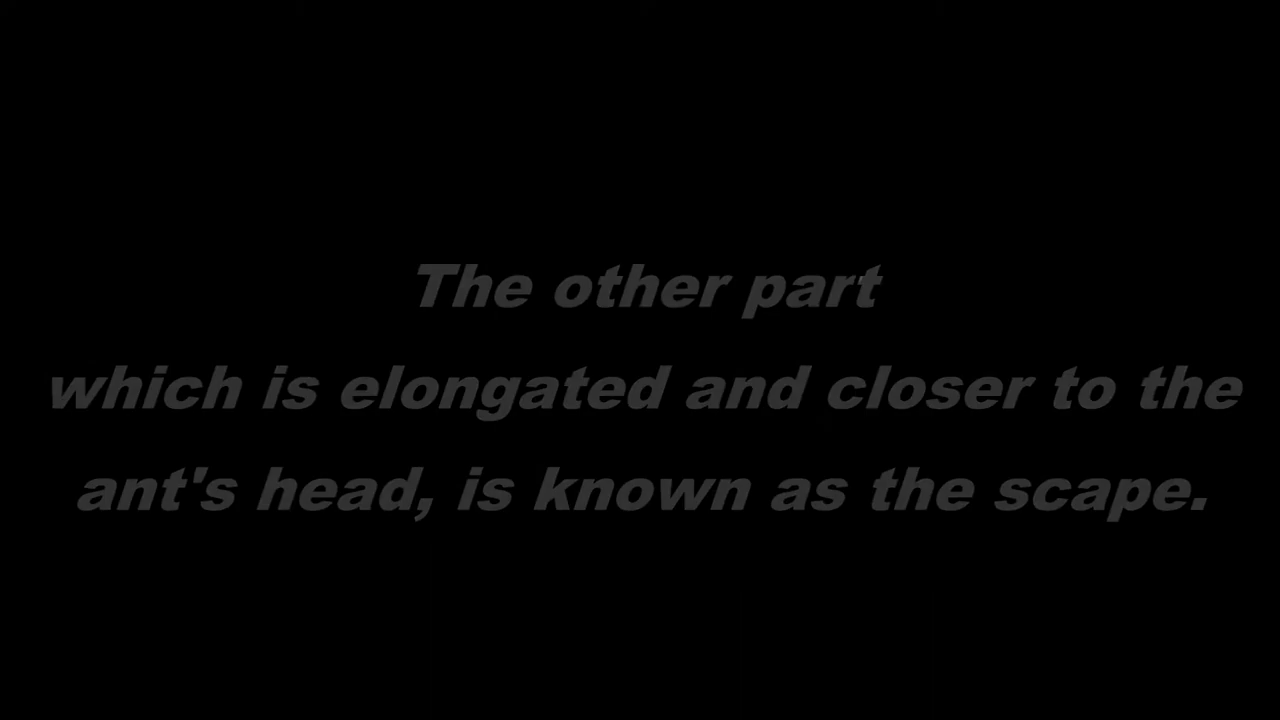 The other part
which is elongated and closer to the
ant's head, is known as the scape.